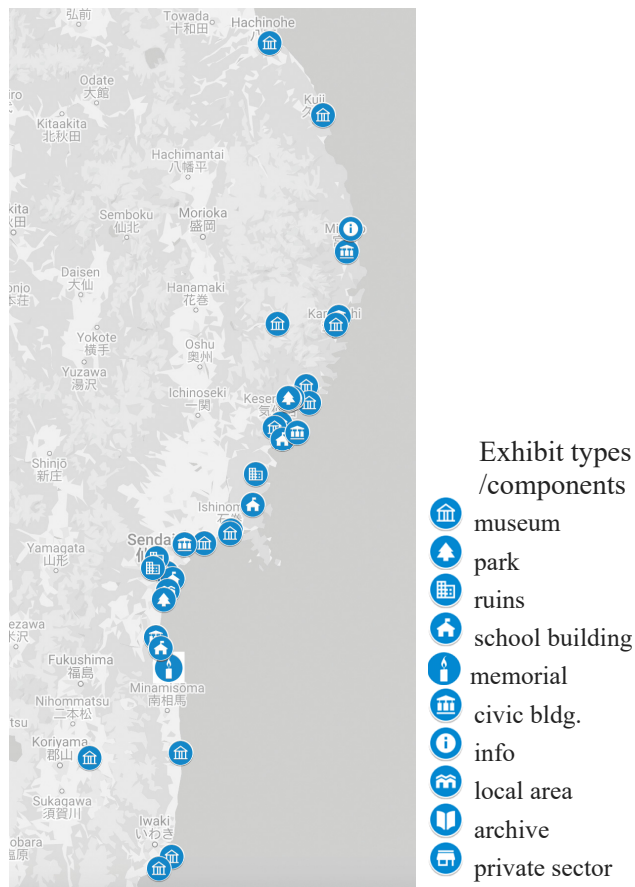 弘前
Towada
十和田
Hachinohe
Odate
大館
Kuji
Kitaakita
北秋田
Hachimantai
八幡平
Semboku
仙北
Morioka
盛岡
Daisen
大仙
Hanamaki
花巻
Yokote
横手
Oshu
奥州
Yuzawa
湯沢
Ichinoseki
一関
Shinjō
新庄
Sendai
Yamagata
山形
Fukushima
福島
Minamisōma
南相馬
Nihommatsu
二本松
Koriyama
郡山
Sukagawa
須賀川
Iwaki
いわき
Exhibit types
/components
museum
park
ruins
school building
memorial
civic bldg.
info
local area
archive
private sector